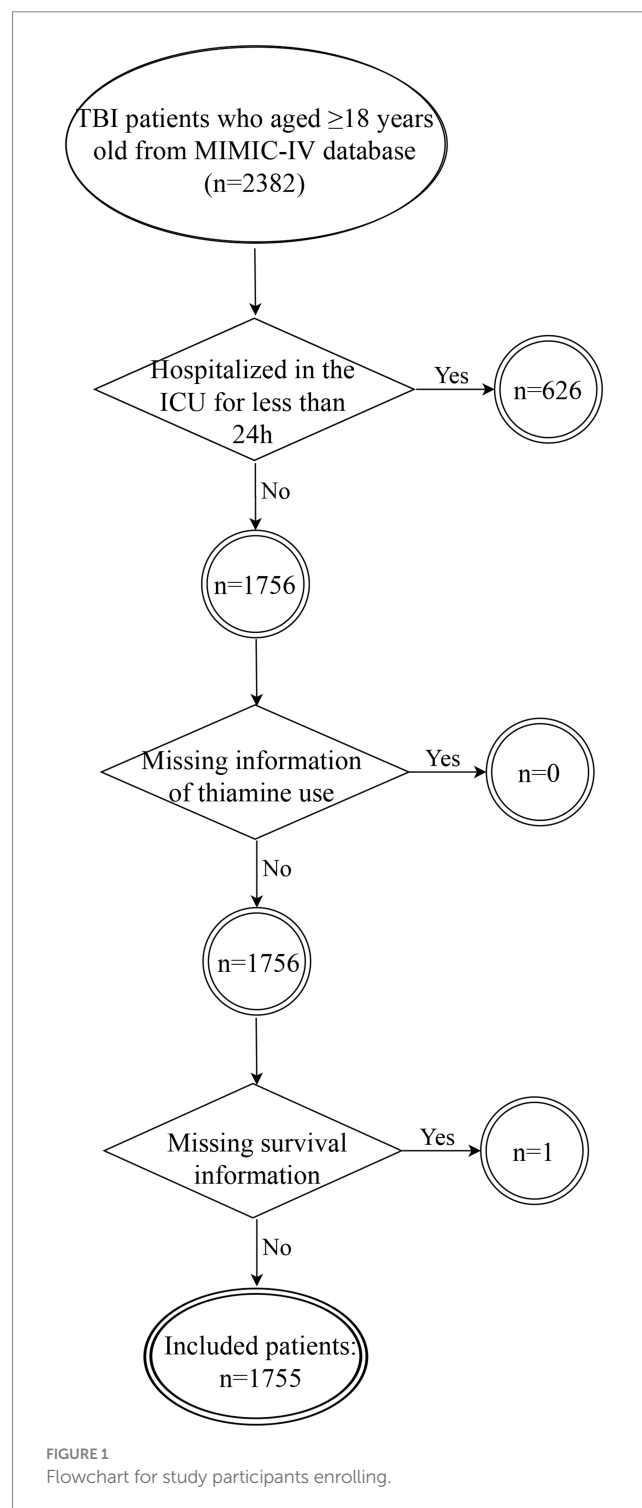 TBI patients who aged ≥18 years
old from MIMIC-IV database
(n=2382)
Hospitalized in the
ICU for less than
24h
Yes
n=626
No
n=1756
Missing information
of thiamine use
Yes
n=0
No
n=1756
Missing survival
information
Yes
n=1
No
Included patients:
n=1755
FIGURE 1
Flowchart for study participants enrolling.